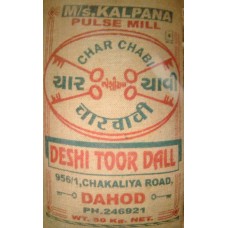 M/s. KALPANA
PULSE MILL
CHAR CHABI
ચાર ચાવી
चारचाबी
DESHI TOOR DALL
956/1, CHAKALIYA ROAD,
DAHOD
PH.246921
WT. 50 Kg. NET.